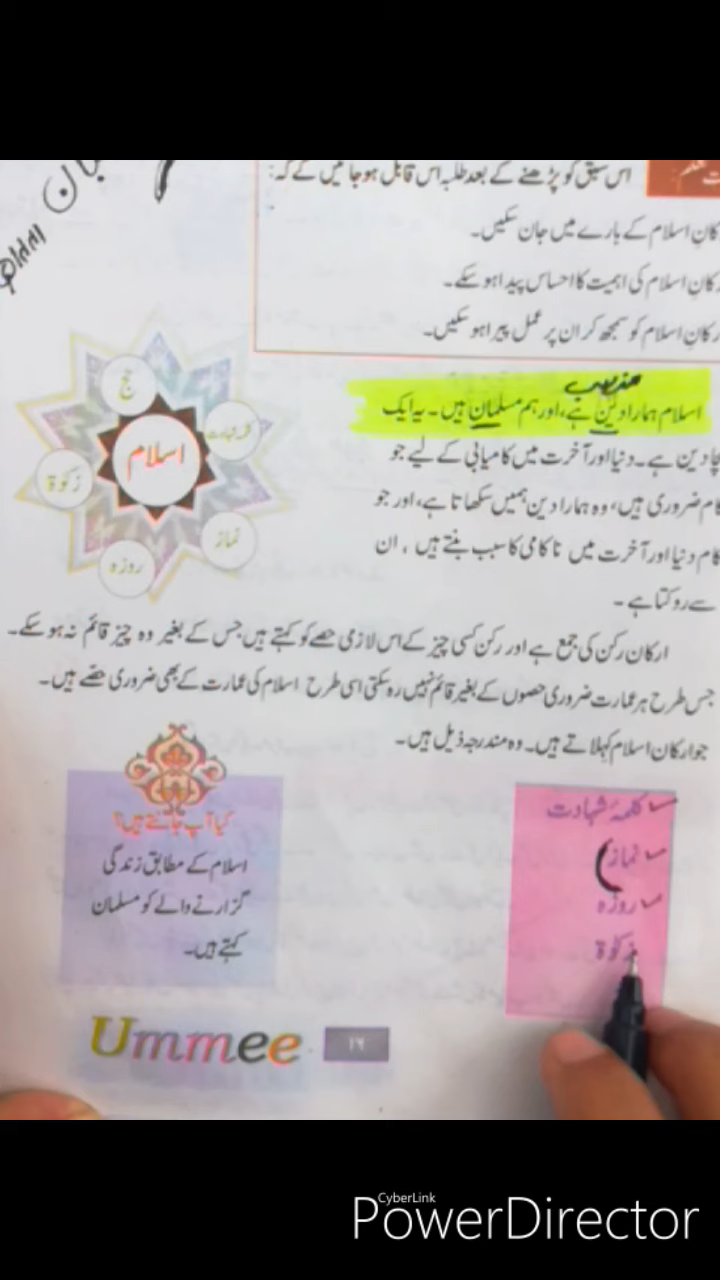 اس سبق کو پڑھنے کے بعد طلبہ اس قابل ہو جائیں گے کہ:
کانِ اسلام کے بارے میں جان سکیں۔
رکانِ اسلام کی اہمیت کا احساس پیدا ہو سکے۔
رکانِ اسلام کو سمجھ کر ان پر عمل پیرا ہو سکیں۔
مذہب
اسلام ہمارا دین ہے، اور ہم مسلمان ہیں۔ یہ ایک
چا دین ہے۔ دنیا اور آخرت میں کامیابی کے لیے جو
کام ضروری ہیں، وہ ہمارا دین ہمیں سکھاتا ہے، اور جو
کام دنیا اور آخرت میں ناکامی کا سبب بنتے ہیں، ان
سے روکتا ہے۔
حج
کلمۂ شہادت
اسلام
زکوٰۃ
نماز
روزہ
ارکان رکن کی جمع ہے اور رکن کسی چیز کے اس لازمی حصے کو کہتے ہیں جس کے بغیر وہ چیز قائم نہ ہو سکے۔
جس طرح ہر عمارت ضروری حصوں کے بغیر قائم نہیں رہ سکتی اسی طرح اسلام کی عمارت کے بھی ضروری حصّے ہیں۔
جو ارکان اسلام کہلاتے ہیں۔ وہ مندرجہ ذیل ہیں۔
کلمۂ شہادت
نماز
روزہ
زکوٰۃ
کیا آپ جانتے ہیں؟
اسلام کے مطابق زندگی
گزارنے والے کو مسلمان
کہتے ہیں۔
Ummee
CyberLink
PowerDirector